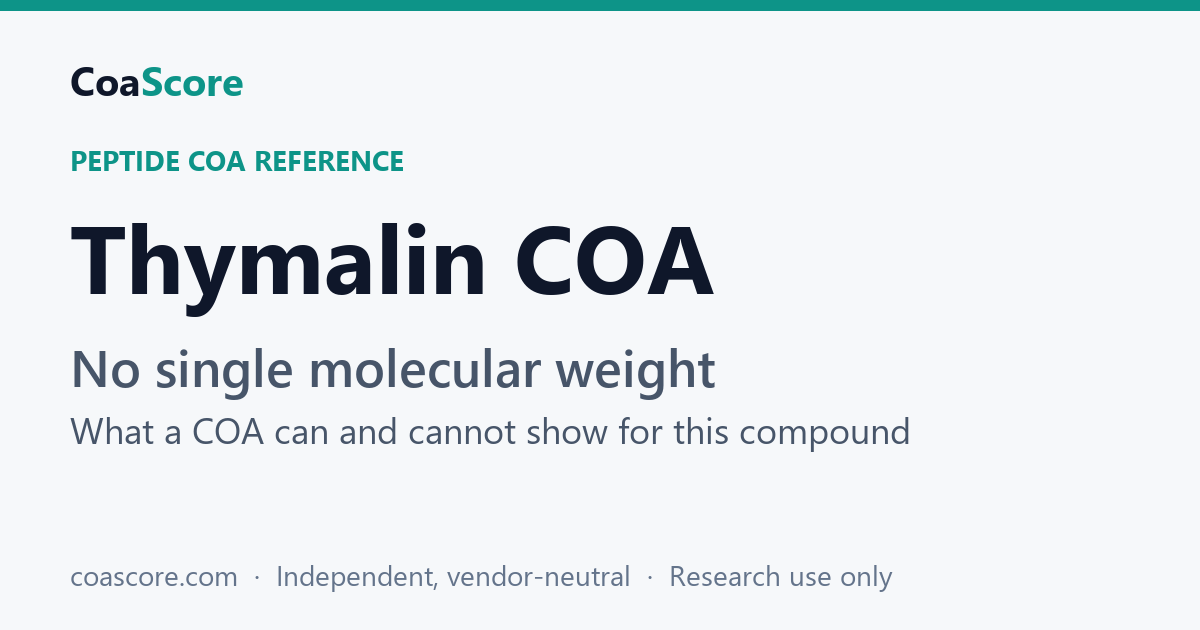 CoaScore
PEPTIDE COA REFERENCE
Thymalin COA
No single molecular weight
What a COA can and cannot show for this compound
coascore.com · Independent, vendor-neutral · Research use only